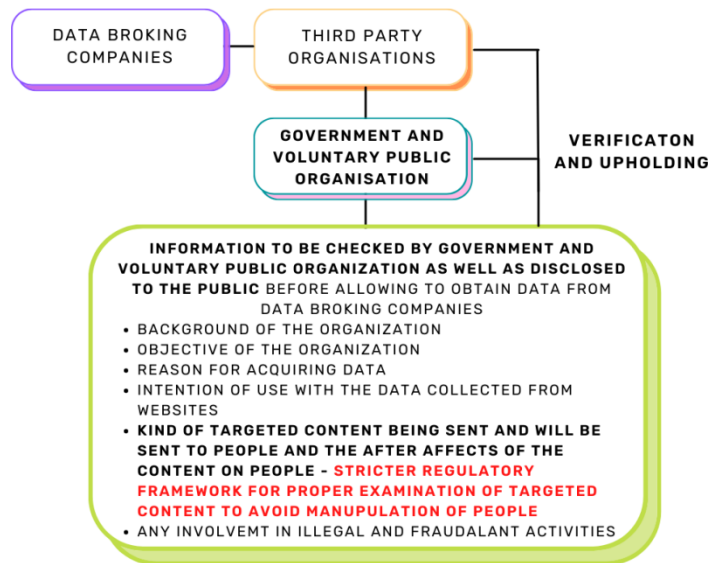 DATA BROKING
COMPANIES
THIRD PARTY
ORGANISATIONS
GOVERNMENT AND
VOLUNTARY PUBLIC
ORGANISATION
VERIFICATON
AND UPHOLDING
INFORMATION TO BE CHECKED BY GOVERNMENT AND
VOLUNTARY PUBLIC ORGANIZATION AS WELL AS DISCLOSED
TO THE PUBLIC BEFORE ALLOWING TO OBTAIN DATA FROM
DATA BROKING COMPANIES
• BACKGROUND OF THE ORGANIZATION
• OBJECTIVE OF THE ORGANIZATION
• REASON FOR ACQUIRING DATA
• INTENTION OF USE WITH THE DATA COLLECTED FROM
WEBSITES
• KIND OF TARGETED CONTENT BEING SENT AND WILL BE
SENT TO PEOPLE AND THE AFTER AFFECTS OF THE
CONTENT ON PEOPLE - STRICTER REGULATORY
FRAMEWORK FOR PROPER EXAMINATION OF TARGETED
CONTENT TO AVOID MANUPULATION OF PEOPLE
• ANY INVOLVEMT IN ILLEGAL AND FRAUDALANT ACTIVITIES